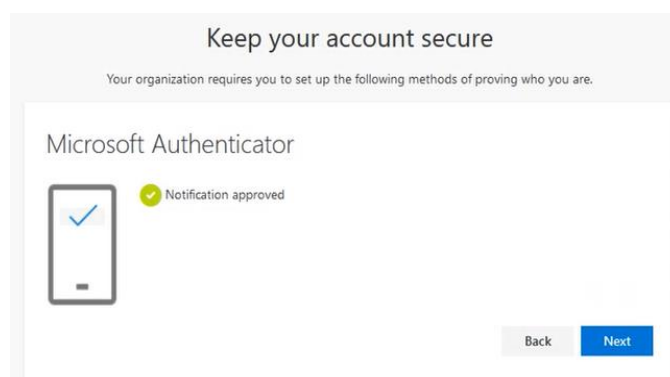 Keep your account secure
Your organization requires you to set up the following methods of proving who you are.
Microsoft Authenticator
Notification approved
Back Next